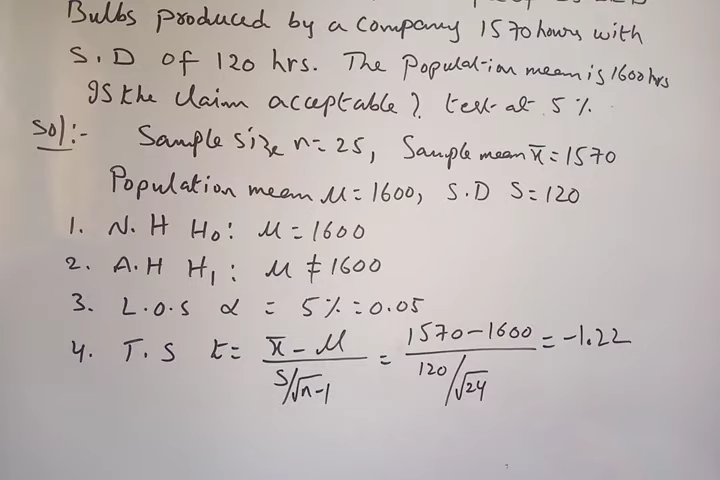 Bulbs produced by a company 1570 hours with
S.D of 120 hrs. The Population mean is 1600 hrs
Is the claim acceptable? test at 5 %.
Sol:- Sample size n = 25, Sample mean x̄ = 1570
Population mean μ = 1600, S.D S = 120
1. N.H H₀: μ = 1600
2. A.H H₁: μ ≠ 1600
3. L.O.S α = 5% = 0.05
4. T.S t = x̄ - μ / S/√n-1 = 1570-1600 / 120/√24 = -1.22